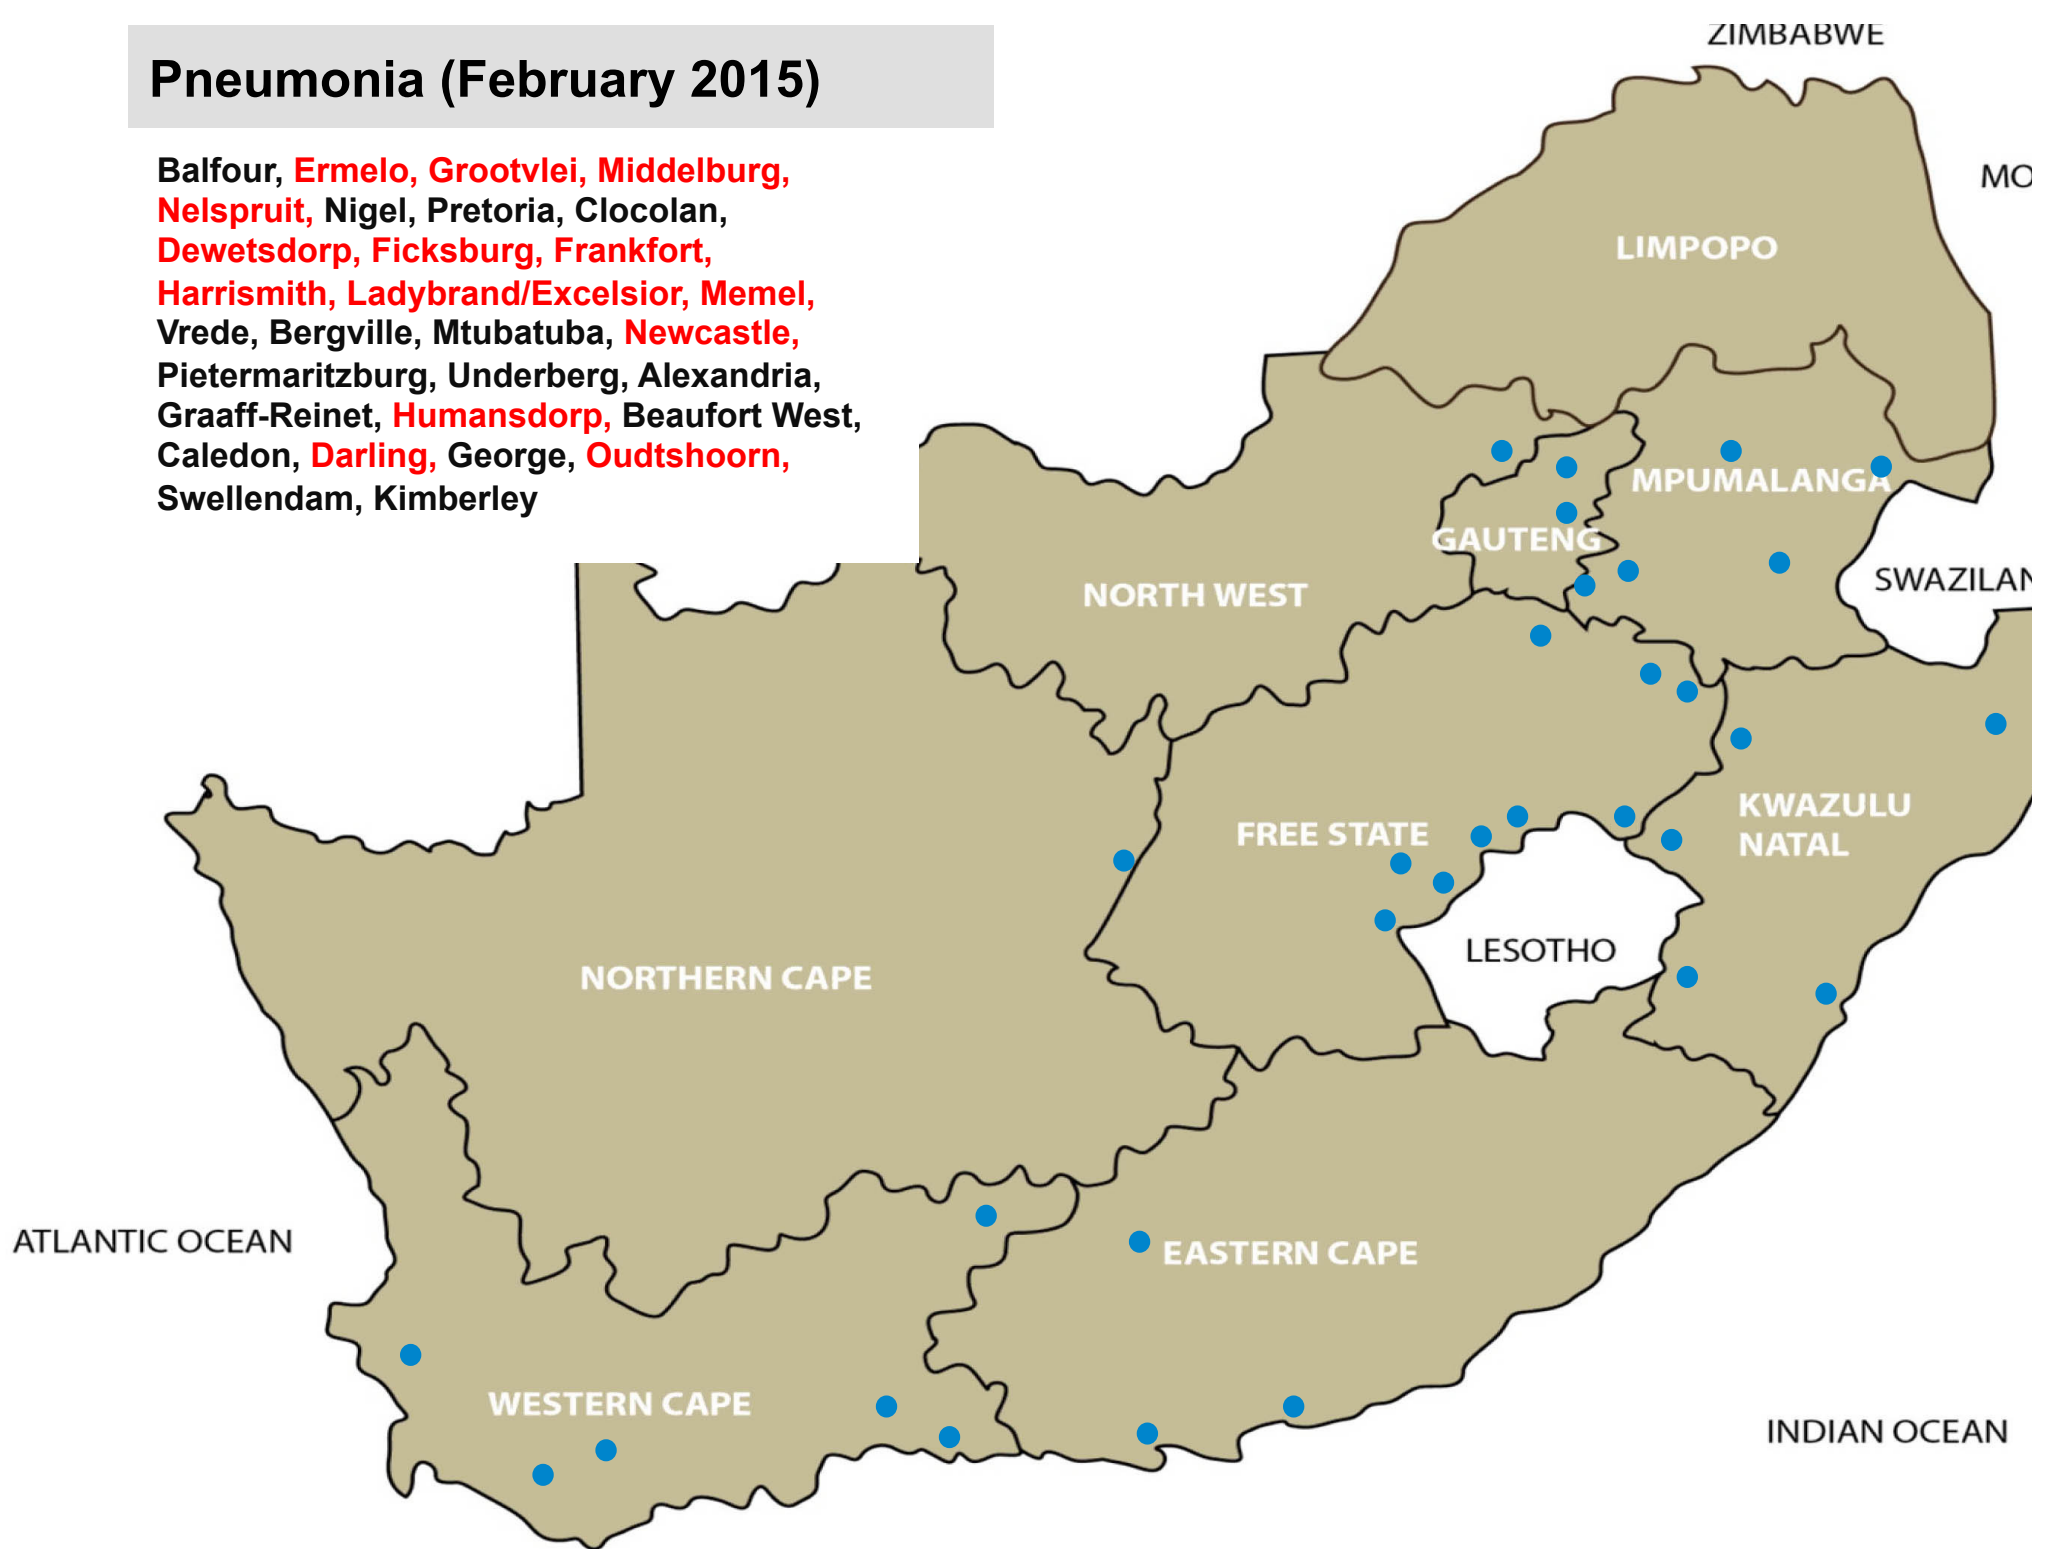 Pneumonia (February 2015)
Balfour, Ermelo, Grootvlei, Middelburg,
Nelspruit, Nigel, Pretoria, Clocolan,
Dewetsdorp, Ficksburg, Frankfort,
Harrismith, Ladybrand/Excelsior, Memel,
Vrede, Bergville, Mtubatuba, Newcastle,
Pietermaritzburg, Underberg, Alexandria,
Graaff-Reinet, Humansdorp, Beaufort West,
Caledon, Darling, George, Oudtshoorn,
Swellendam, Kimberley
ZIMBABWE
MO
LIMPOPO
MPUMALANGA
GAUTENG
SWAZILAN
NORTH WEST
KWAZULU
NATAL
FREE STATE
LESOTHO
NORTHERN CAPE
ATLANTIC OCEAN
EASTERN CAPE
WESTERN CAPE
INDIAN OCEAN